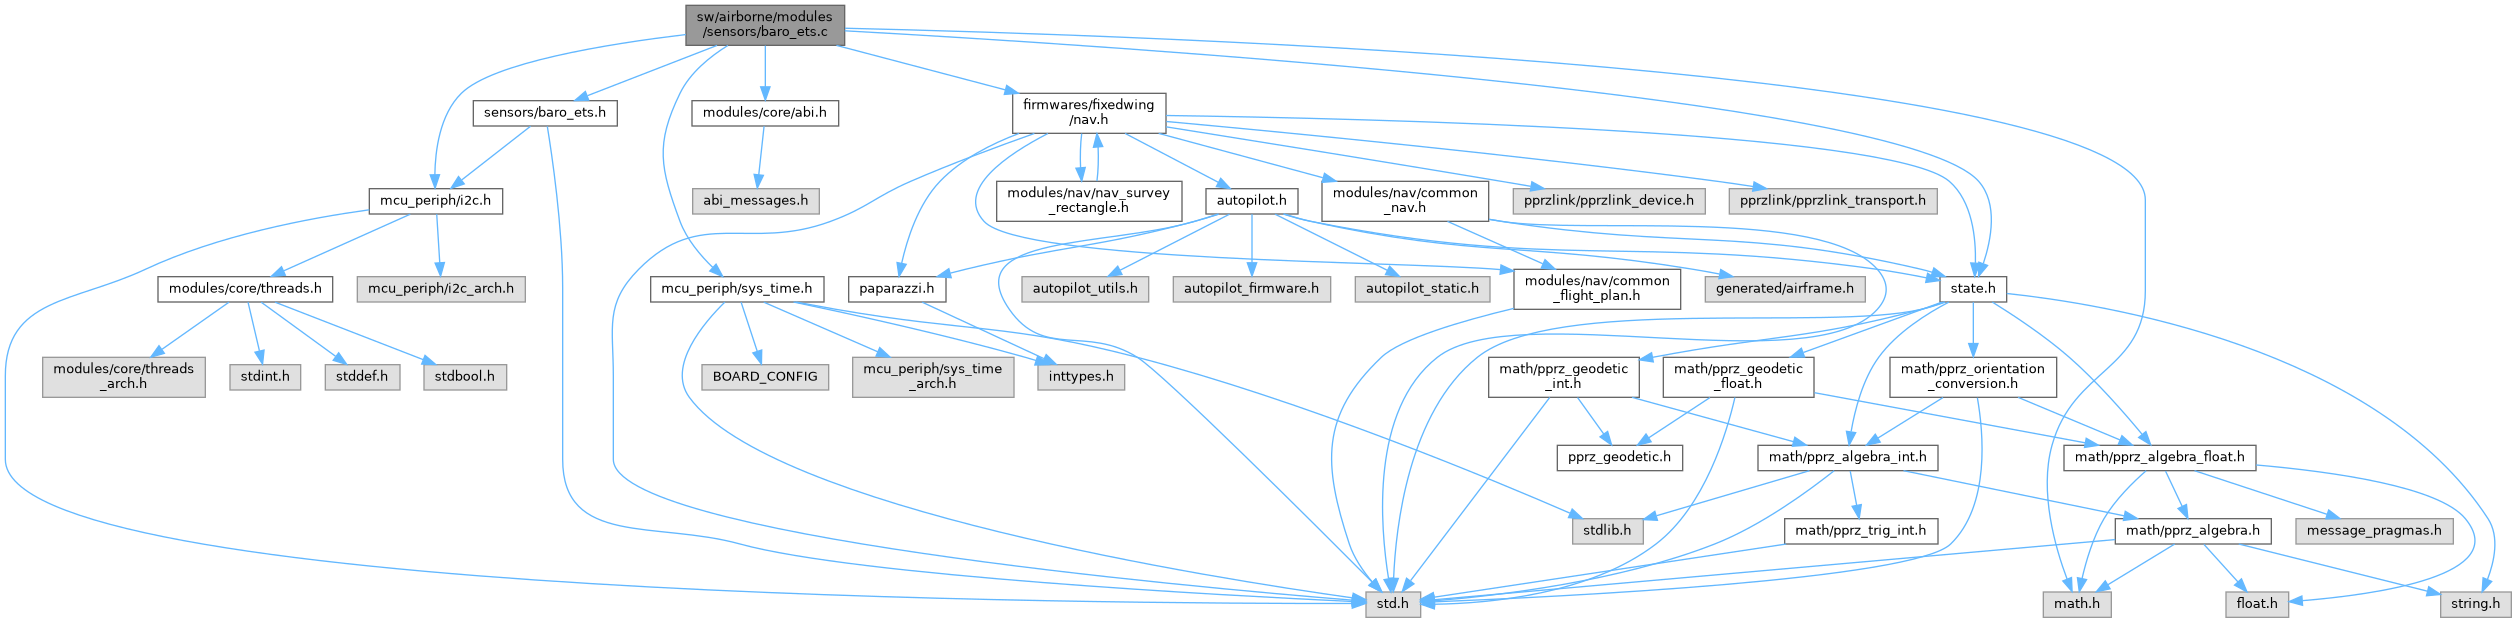 sw/airborne/modules
/sensors/baro_ets.c
sensors/baro_ets.h
modules/core/abi.h
firmwares/fixedwing
/nav.h
mcu_periph/i2c.h
abi_messages.h
modules/nav/nav_survey
_rectangle.h
autopilot.h
modules/nav/common
_nav.h
pprzlink/pprzlink_device.h
pprzlink/pprzlink_transport.h
modules/core/threads.h
mcu_periph/i2c_arch.h
mcu_periph/sys_time.h
paparazzi.h
autopilot_utils.h
autopilot_firmware.h
autopilot_static.h
modules/nav/common
_flight_plan.h
generated/airframe.h
state.h
modules/core/threads
_arch.h
stdint.h
stddef.h
stdbool.h
BOARD_CONFIG
mcu_periph/sys_time
_arch.h
inttypes.h
math/pprz_geodetic
_int.h
math/pprz_geodetic
_float.h
math/pprz_orientation
_conversion.h
pprz_geodetic.h
math/pprz_algebra_int.h
math/pprz_algebra_float.h
stdlib.h
math/pprz_trig_int.h
math/pprz_algebra.h
message_pragmas.h
std.h
math.h
float.h
string.h